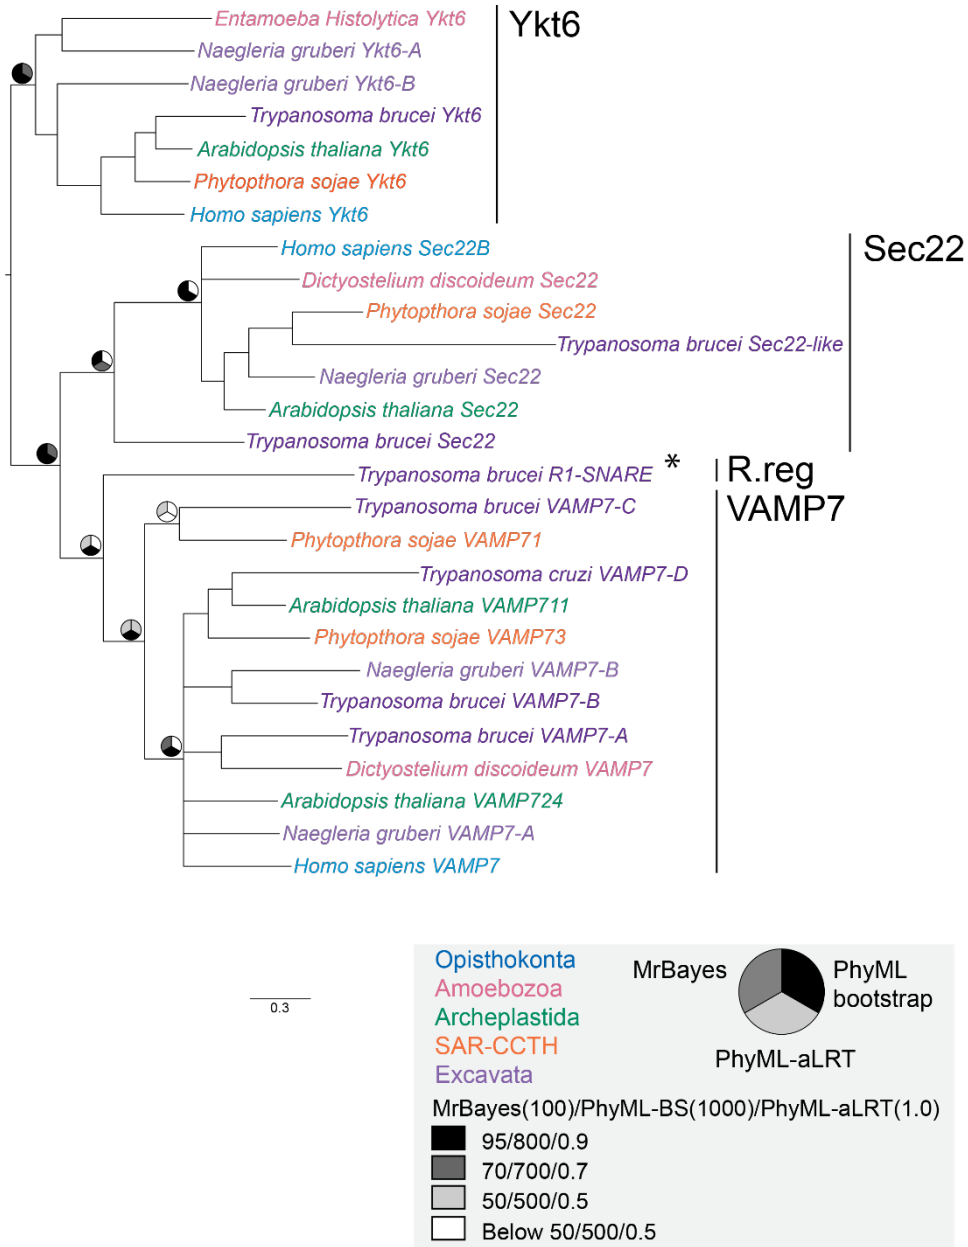 Entamoeba Histolytica Ykt6
Ykt6
Naegleria gruberi Ykt6-A
Naegleria gruberi Ykt6-B
Trypanosoma brucei Ykt6
Arabidopsis thaliana Ykt6
Phytopthora sojae Ykt6
Homo sapiens Ykt6
Homo sapiens Sec22B
Sec22
Dictyostelium discoideum Sec22
Phytopthora sojae Sec22
Trypanosoma brucei Sec22-like
Naegleria gruberi Sec22
Arabidopsis thaliana Sec22
Trypanosoma brucei Sec22
Trypanosoma brucei R1-SNARE *
R.reg
VAMP7
Trypanosoma brucei VAMP7-C
Phytopthora sojae VAMP71
Trypanosoma cruzi VAMP7-D
Arabidopsis thaliana VAMP711
Phytopthora sojae VAMP73
Naegleria gruberi VAMP7-B
Trypanosoma brucei VAMP7-B
Trypanosoma brucei VAMP7-A
Dictyostelium discoideum VAMP7
Arabidopsis thaliana VAMP724
Naegleria gruberi VAMP7-A
Homo sapiens VAMP7
0.3
Opisthokonta
Amoebozoa
Archeplastida
SAR-CCTH
Excavata
MrBayes
PhyML
bootstrap
PhyML-aLRT
MrBayes(100)/PhyML-BS(1000)/PhyML-aLRT(1.0)
95/800/0.9
70/700/0.7
50/500/0.5
Below 50/500/0.5